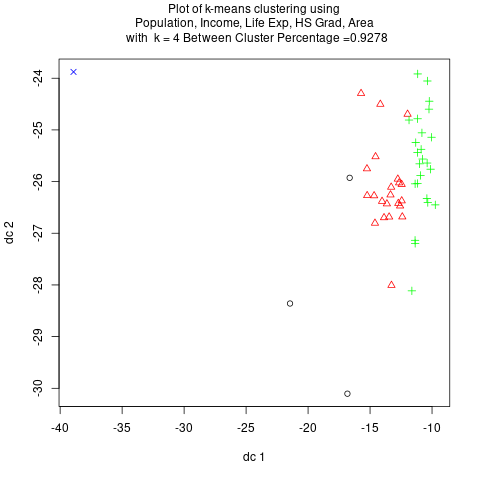 Plot of k-means clustering using
Population, Income, Life Exp, HS Grad, Area
with k = 4 Between Cluster Percentage =0.9278
-24
-25
-26
-27
-28
-29
-30
dc 2
-40 -35 -30 -25 -20 -15 -10
dc 1